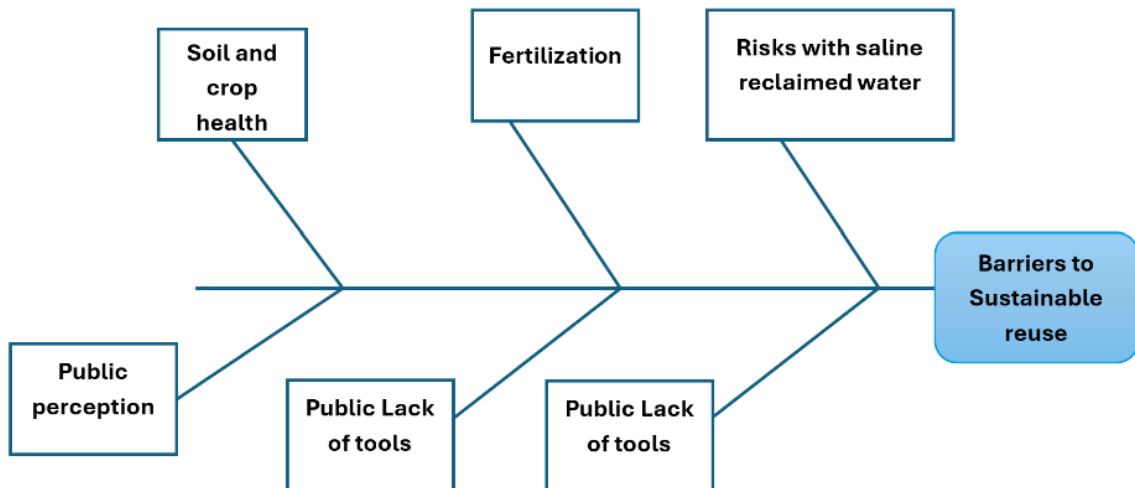 Soil and
crop
health
Fertilization
Risks with saline
reclaimed water
Barriers to
Sustainable
reuse
Public
perception
Public Lack
of tools
Public Lack
of tools